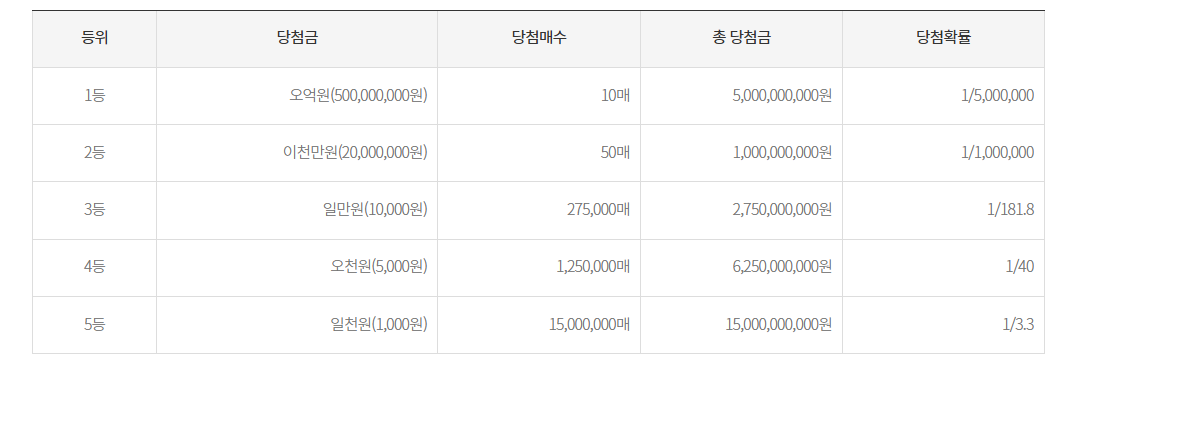 등위 당첨금 당첨매수 총 당첨금 당첨확률
1등 오억원(500,000,000원) 10매 5,000,000,000원 1/5,000,000
2등 이천만원(20,000,000원) 50매 1,000,000,000원 1/1,000,000
3등 일만원(10,000원) 275,000매 2,750,000,000원 1/181.8
4등 오천원(5,000원) 1,250,000매 6,250,000,000원 1/40
5등 일천원(1,000원) 15,000,000매 15,000,000,000원 1/3.3